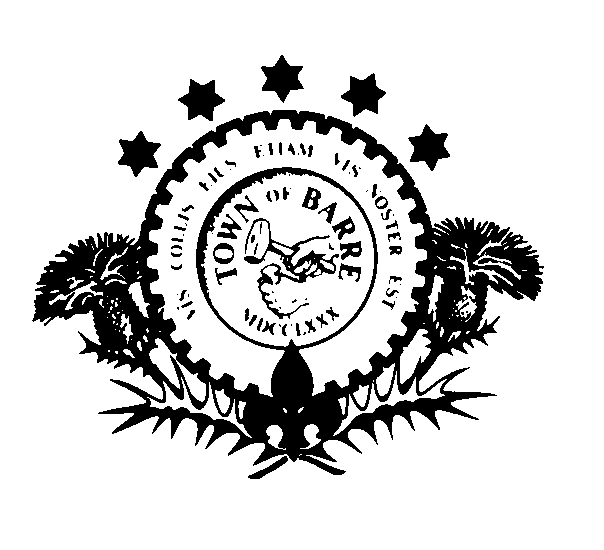 VIS COLLIS EIUS ETIAM VIS NOSTER EST
TOWN OF BARRE
MDCCLXXX